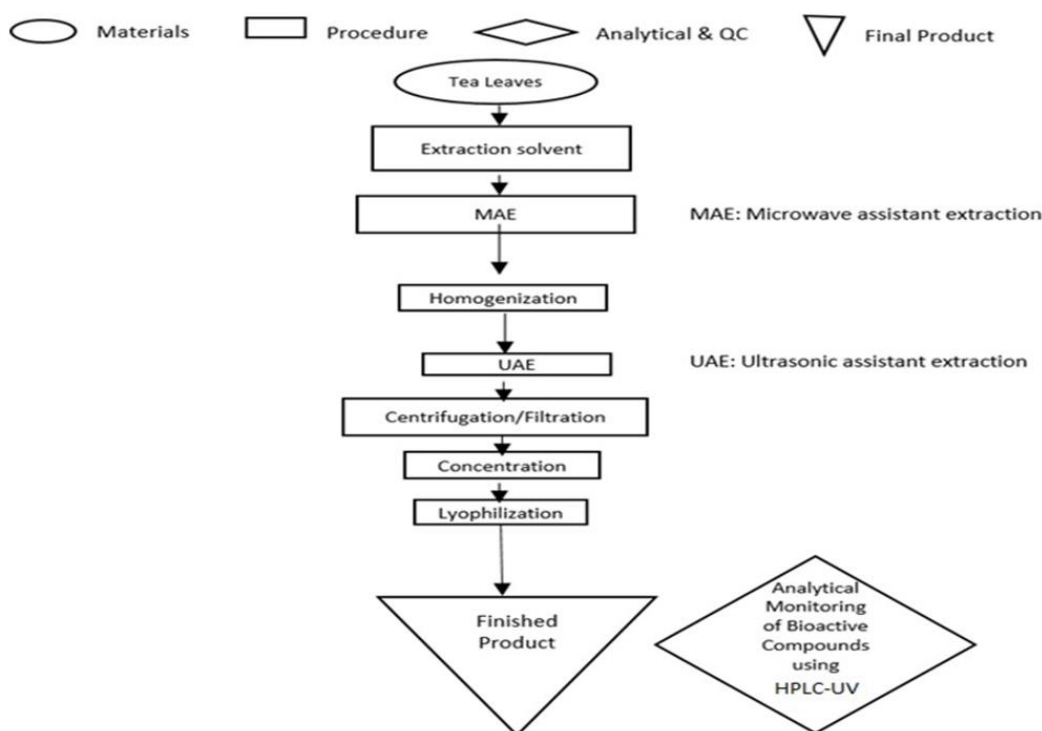 Materials
Procedure
Analytical & QC
Final Product
Tea Leaves
Extraction solvent
MAE
MAE: Microwave assistant extraction
Homogenization
UAE
UAE: Ultrasonic assistant extraction
Centrifugation/Filtration
Concentration
Lyophilization
Finished
Product
Analytical
Monitoring
of Bioactive
Compounds
using
HPLC-UV